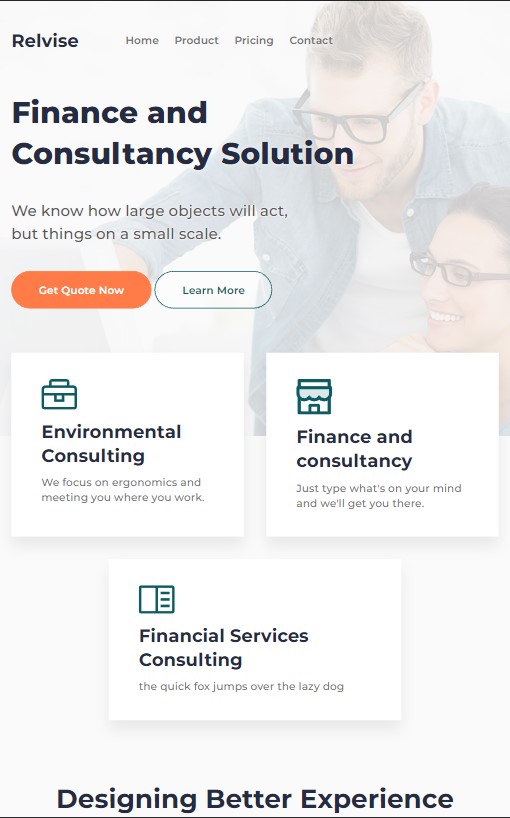 Relvise
Home Product Pricing Contact
Finance and
Consultancy Solution
We know how large objects will act,
but things on a small scale.
Get Quote Now Learn More
Environmental
Consulting
We focus on ergonomics and
meeting you where you work.
Finance and
consultancy
Just type what's on your mind
and we'll get you there.
Financial Services
Consulting
the quick fox jumps over the lazy dog
Designing Better Experience